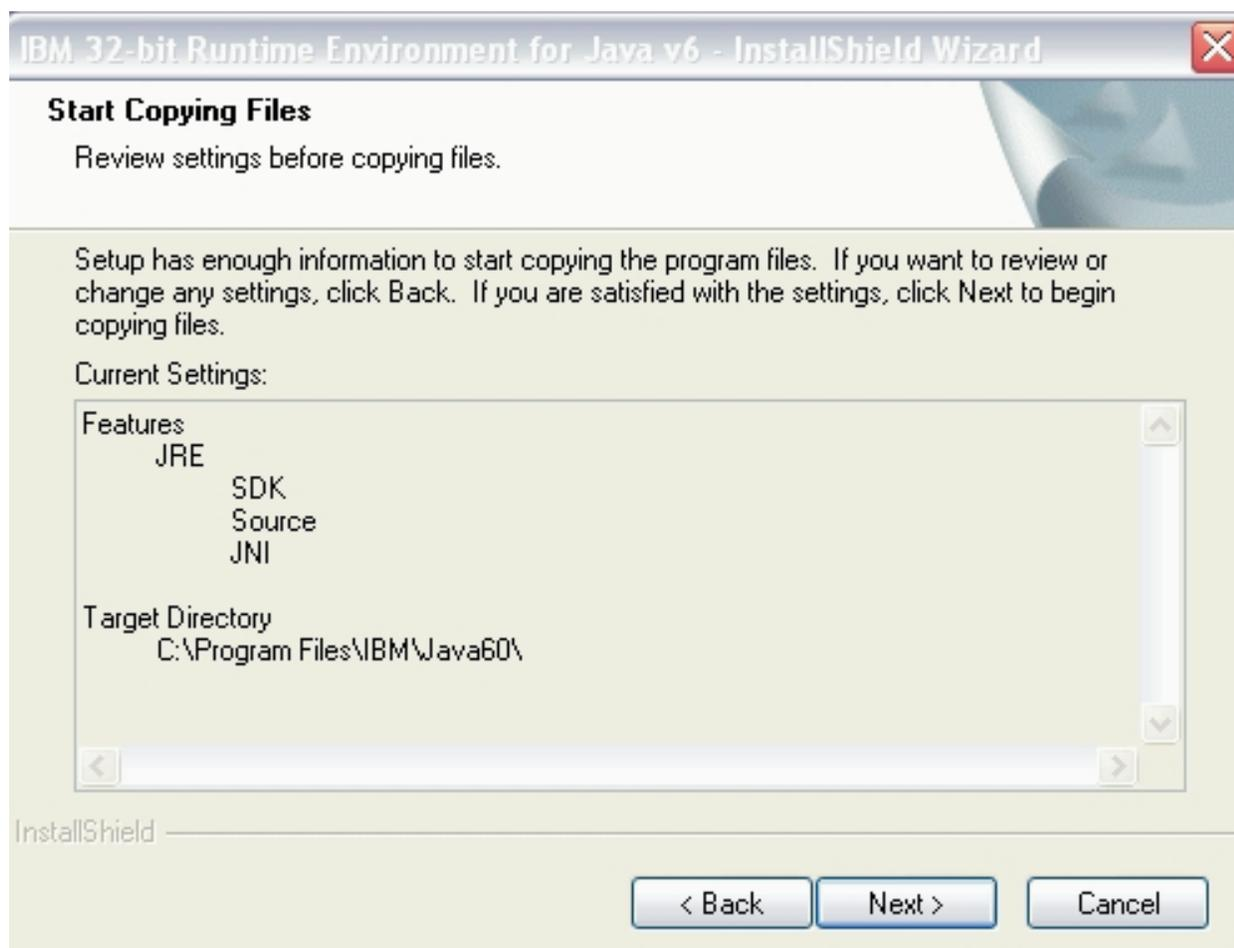 IBM 32-bit Runtime Environment for Java v6 - InstallShield Wizard
Start Copying Files
Review settings before copying files.
Setup has enough information to start copying the program files.  If you want to review or
change any settings, click Back.  If you are satisfied with the settings, click Next to begin
copying files.
Current Settings:
Features
JRE
SDK
Source
JNI
Target Directory
C:\Program Files\IBM\Java60\
InstallShield
< Back
Next >
Cancel